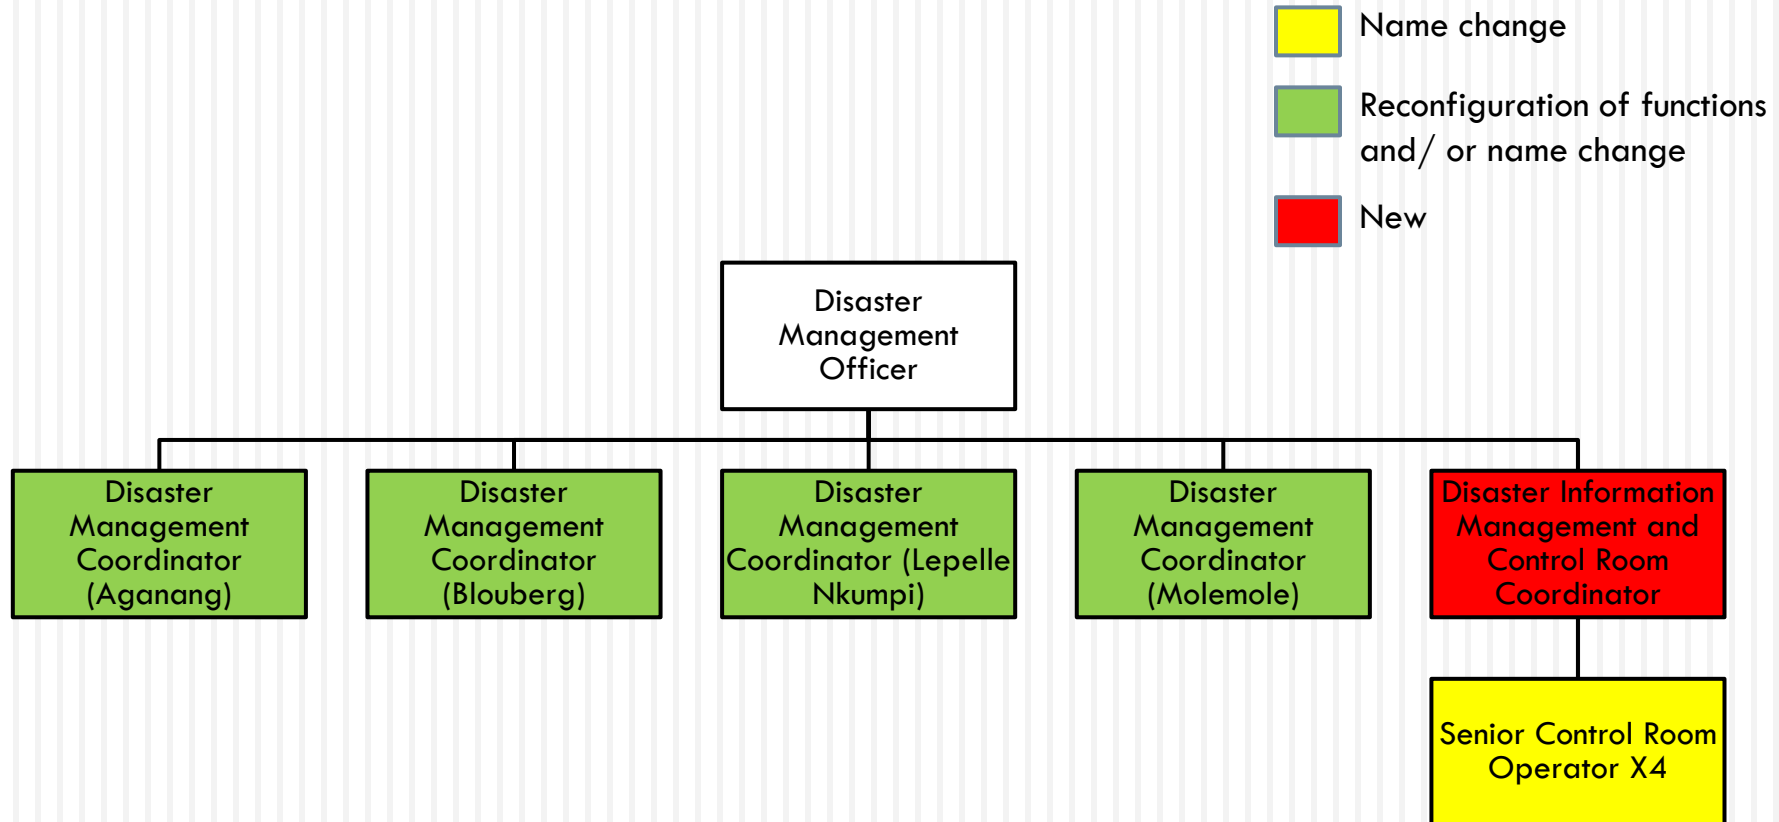 Name change
Reconfiguration of functions
and/ or name change
New
Disaster
Management
Officer
Disaster
Management
Coordinator
(Aganang)
Disaster
Management
Coordinator
(Blouberg)
Disaster
Management
Coordinator (Lepelle
Nkumpi)
Disaster
Management
Coordinator
(Molemole)
Disaster Information
Management and
Control Room
Coordinator
Senior Control Room
Operator X4